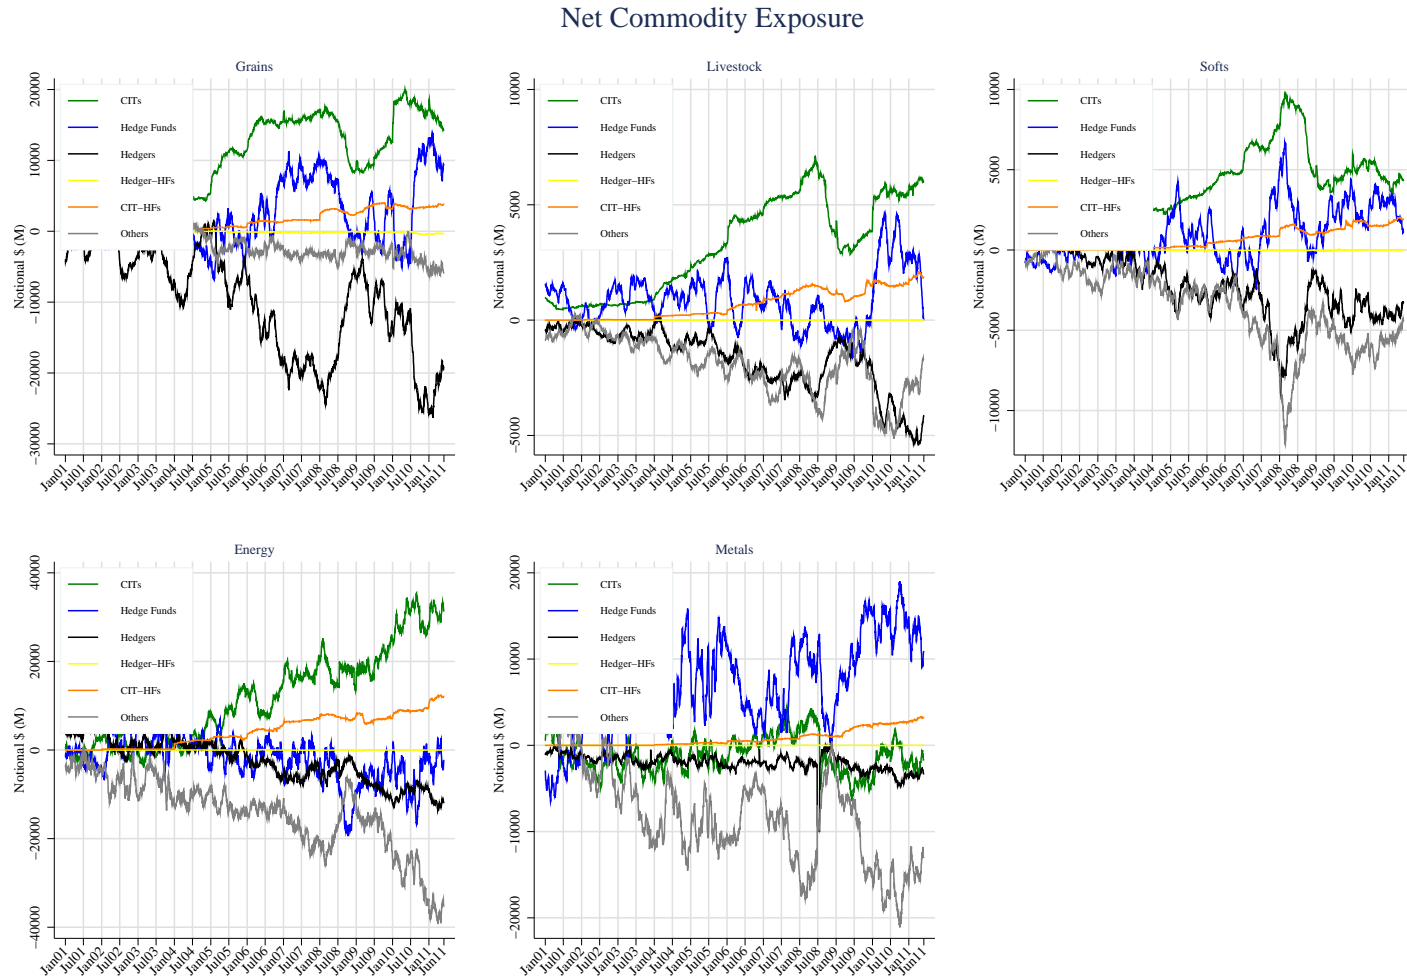 Net Commodity Exposure
Grains
Notional $ (M)
20000
10000
0
−10000
−20000
−30000
CITs
Hedge Funds
Hedgers
Hedger−HFs
CIT−HFs
Others
Jan01 Jul01 Jan02 Jul02 Jan03 Jul03 Jan04 Jul04 Jan05 Jul05 Jan06 Jul06 Jan07 Jul07 Jan08 Jul08 Jan09 Jul09 Jan10 Jul10 Jan11 Jun11
Livestock
Notional $ (M)
10000
5000
0
−5000
CITs
Hedge Funds
Hedgers
Hedger−HFs
CIT−HFs
Others
Jan01 Jul01 Jan02 Jul02 Jan03 Jul03 Jan04 Jul04 Jan05 Jul05 Jan06 Jul06 Jan07 Jul07 Jan08 Jul08 Jan09 Jul09 Jan10 Jul10 Jan11 Jun11
Softs
Notional $ (M)
10000
5000
0
−5000
−10000
CITs
Hedge Funds
Hedgers
Hedger−HFs
CIT−HFs
Others
Jan01 Jul01 Jan02 Jul02 Jan03 Jul03 Jan04 Jul04 Jan05 Jul05 Jan06 Jul06 Jan07 Jul07 Jan08 Jul08 Jan09 Jul09 Jan10 Jul10 Jan11 Jun11
Energy
Notional $ (M)
40000
20000
0
−20000
−40000
CITs
Hedge Funds
Hedgers
Hedger−HFs
CIT−HFs
Others
Jan01 Jul01 Jan02 Jul02 Jan03 Jul03 Jan04 Jul04 Jan05 Jul05 Jan06 Jul06 Jan07 Jul07 Jan08 Jul08 Jan09 Jul09 Jan10 Jul10 Jan11 Jun11
Metals
Notional $ (M)
20000
10000
0
−10000
−20000
CITs
Hedge Funds
Hedgers
Hedger−HFs
CIT−HFs
Others
Jan01 Jul01 Jan02 Jul02 Jan03 Jul03 Jan04 Jul04 Jan05 Jul05 Jan06 Jul06 Jan07 Jul07 Jan08 Jul08 Jan09 Jul09 Jan10 Jul10 Jan11 Jun11